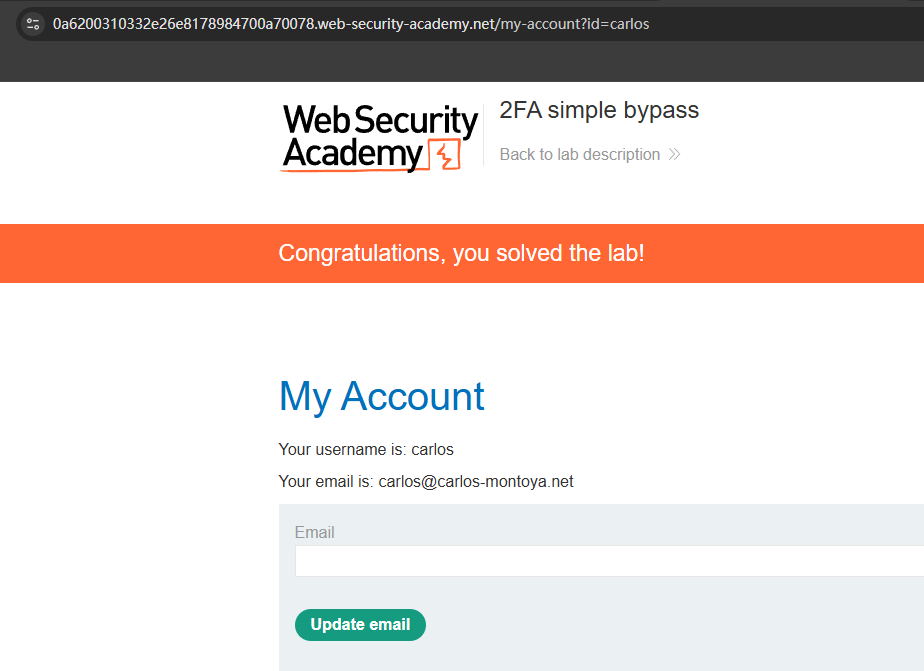 0a6200310332e26e8178984700a70078.web-security-academy.net/my-account?id=carlos
WebSecurity
Academy
2FA simple bypass
Back to lab description
Congratulations, you solved the lab!
My Account
Your username is: carlos
Your email is: carlos@carlos-montoya.net
Email
Update email